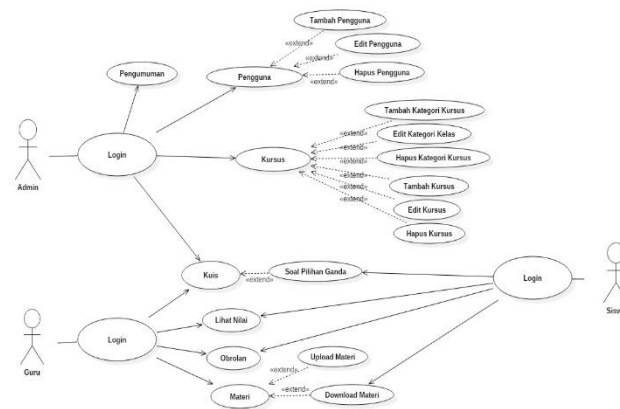 Tambah Pengguna
«extend»
Edit Pengguna
«extend»
Pengumuman
Pengguna
Hapus Pengguna
«extend»
Tambah Kategori Kursus
«extend»
Edit Kategori Kelas
«extend»
Login
Kursus
Hapus Kategori Kursus
«extend»
Admin
«extend»
Tambah Kursus
«extend»
Edit Kursus
«extend»
Hapus Kursus
Kuis
«extend»
Soal Pilihan Ganda
Login
Sisw
Lihat Nilai
Login
Obrolan
Upload Materi
«extend»
Guru
Materi
«extend»
Download Materi